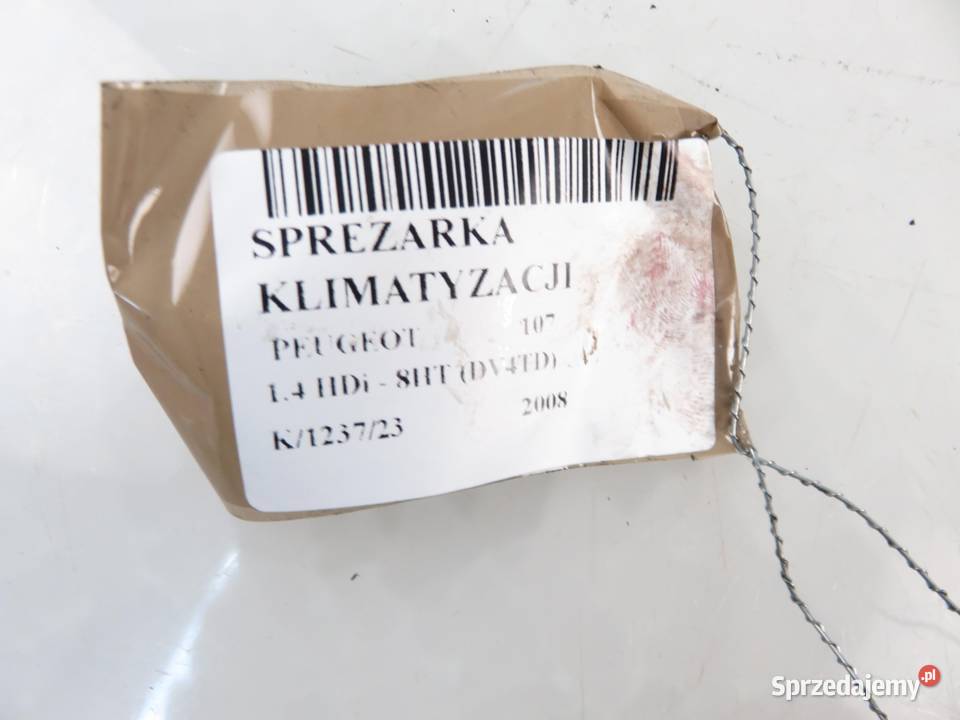 SPREZARKA
KLIMATYZACJI
PEUGEOT 107
1.4 HDi - 8HT (DV4TD)
K/1237/23 2008
Sprzedajemy.pl